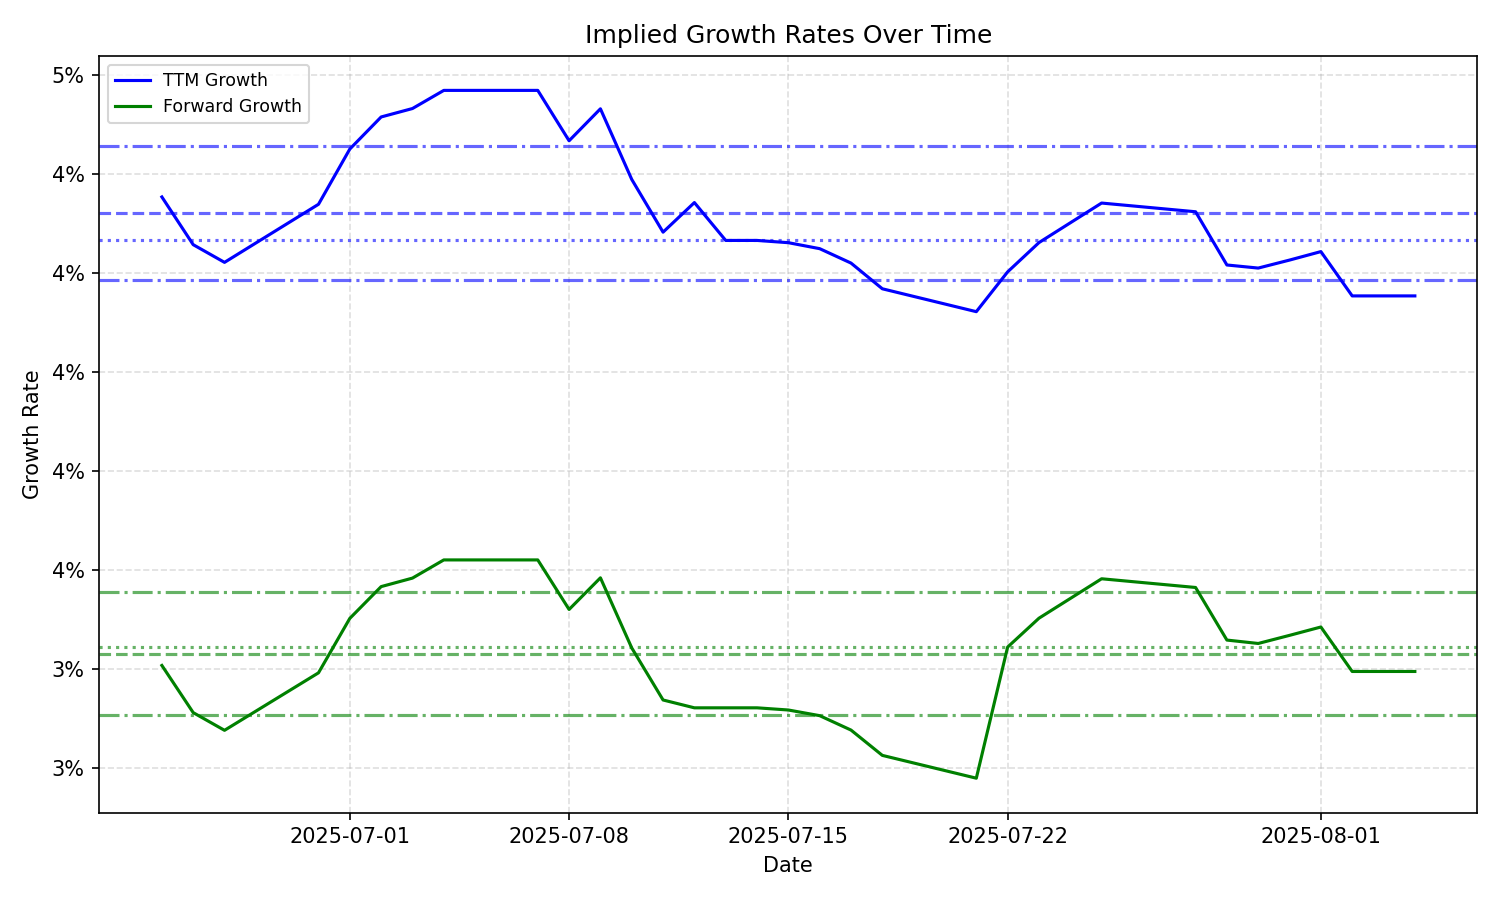 Implied Growth Rates Over Time
TTM Growth
Forward Growth
Growth Rate
5%
4%
4%
4%
4%
4%
3%
3%
2025-07-01
2025-07-08
2025-07-15
2025-07-22
2025-08-01
Date